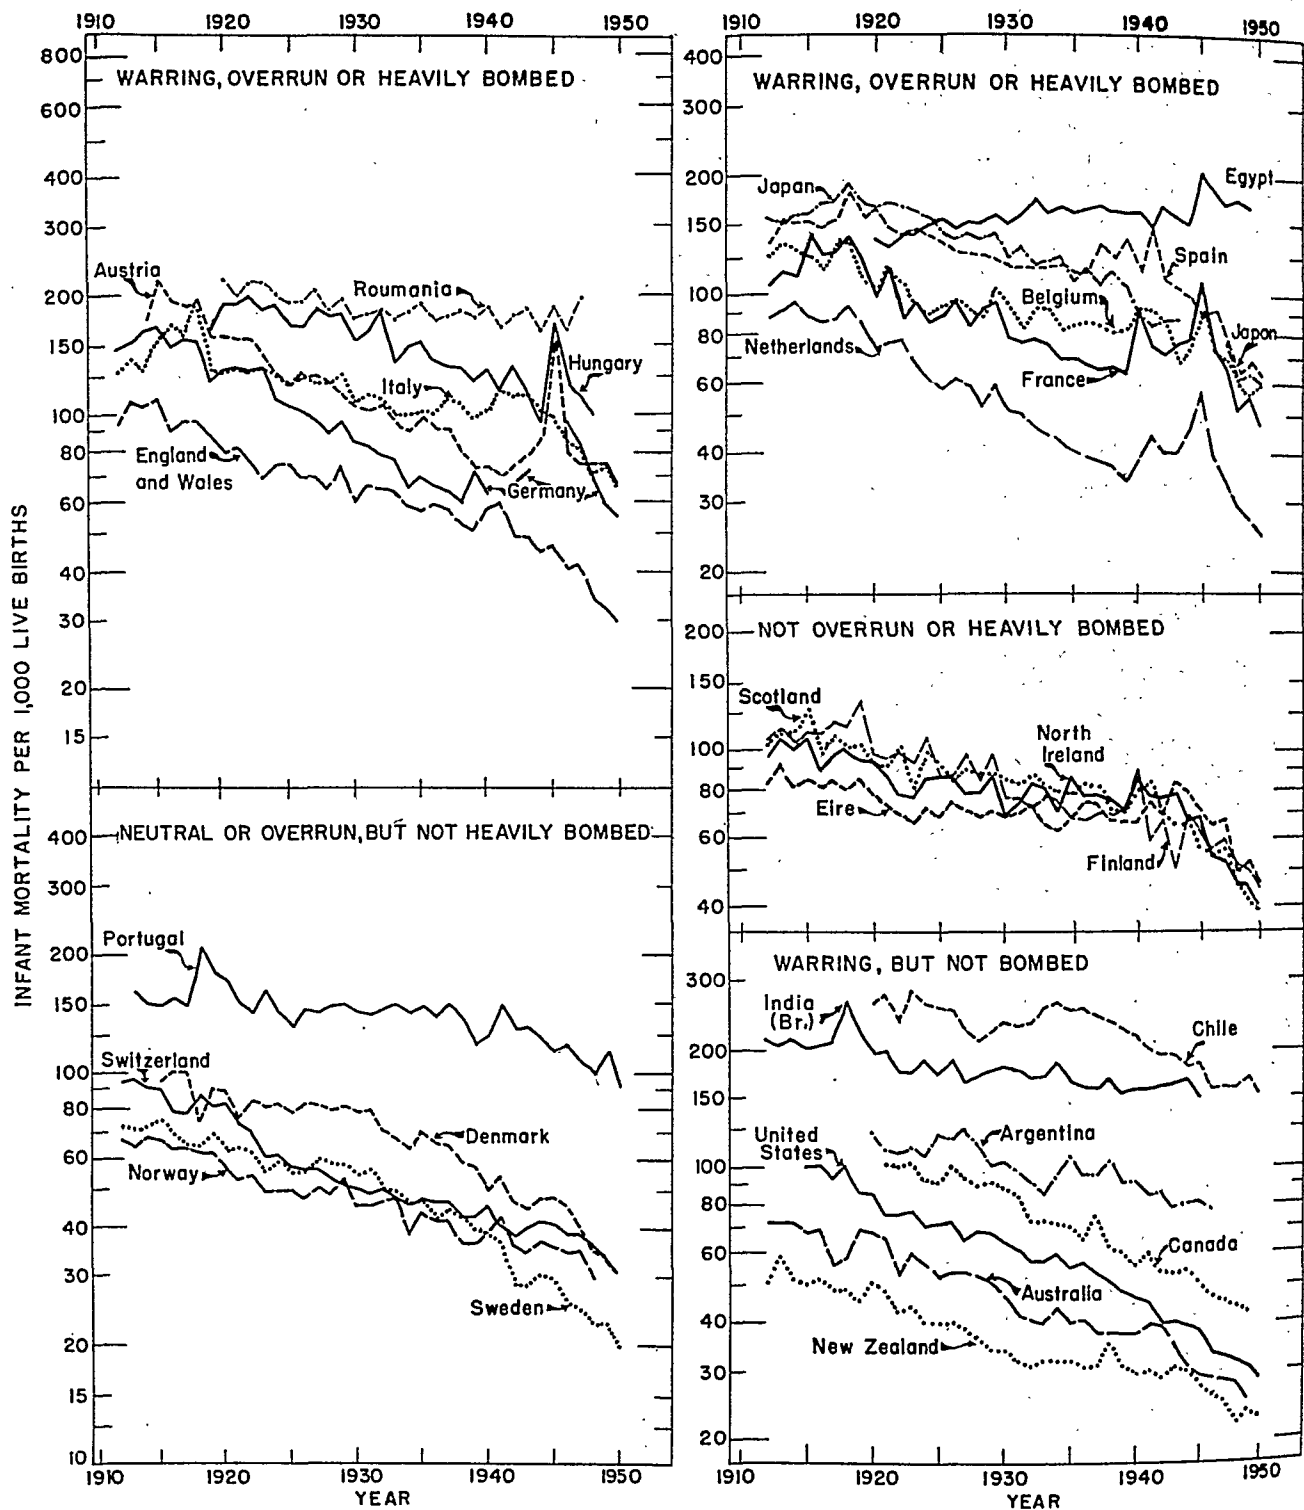 1910 1920 1930 1940 1950
800
600
400
300
200
150
100
80
60
40
30
20
15
WARRING, OVERRUN OR HEAVILY BOMBED
Austria
Roumania
Hungary
Italy
England
and Wales
Germany
INFANT MORTALITY PER 1,000 LIVE BIRTHS
400
300
200
150
100
80
60
40
30
20
15
10
NEUTRAL OR OVERRUN, BUT NOT HEAVILY BOMBED
Portugal
Switzerland
Denmark
Norway
Sweden
1910 1920 1930 1940 1950
YEAR
1910 1920 1930 1940 1950
400
300
200
150
100
80
60
40
30
20
WARRING, OVERRUN OR HEAVILY BOMBED
Japan
Egypt
Spain
Belgium
Japan
Netherlands
France
200
150
100
80
60
40
NOT OVERRUN OR HEAVILY BOMBED
Scotland
North
Ireland
Eire
Finland
300
200
150
100
80
60
40
30
20
WARRING, BUT NOT BOMBED
India
(Br.)
Chile
United
States
Argentina
Canada
Australia
New Zealand
1910 1920 1930 1940 1950
YEAR